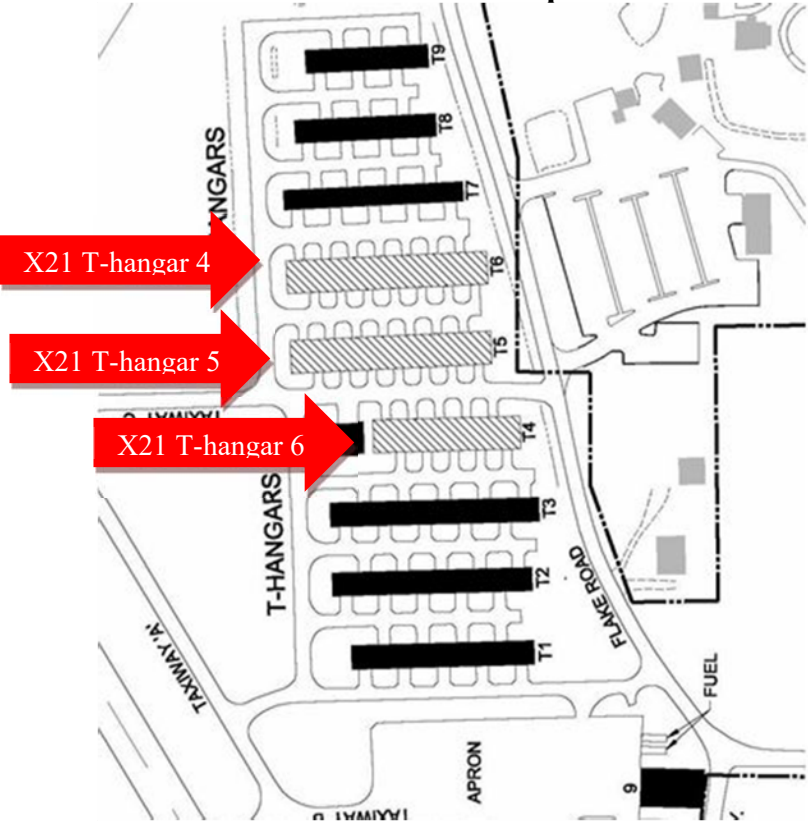 T9
T8
T7
X21 T-hangar 4
T6
X21 T-hangar 5
T5
X21 T-hangar 6
T4
T-HANGARS
T3
T2
T1
FLAKE ROAD
TAXIWAY 'A'
FUEL
APRON
9